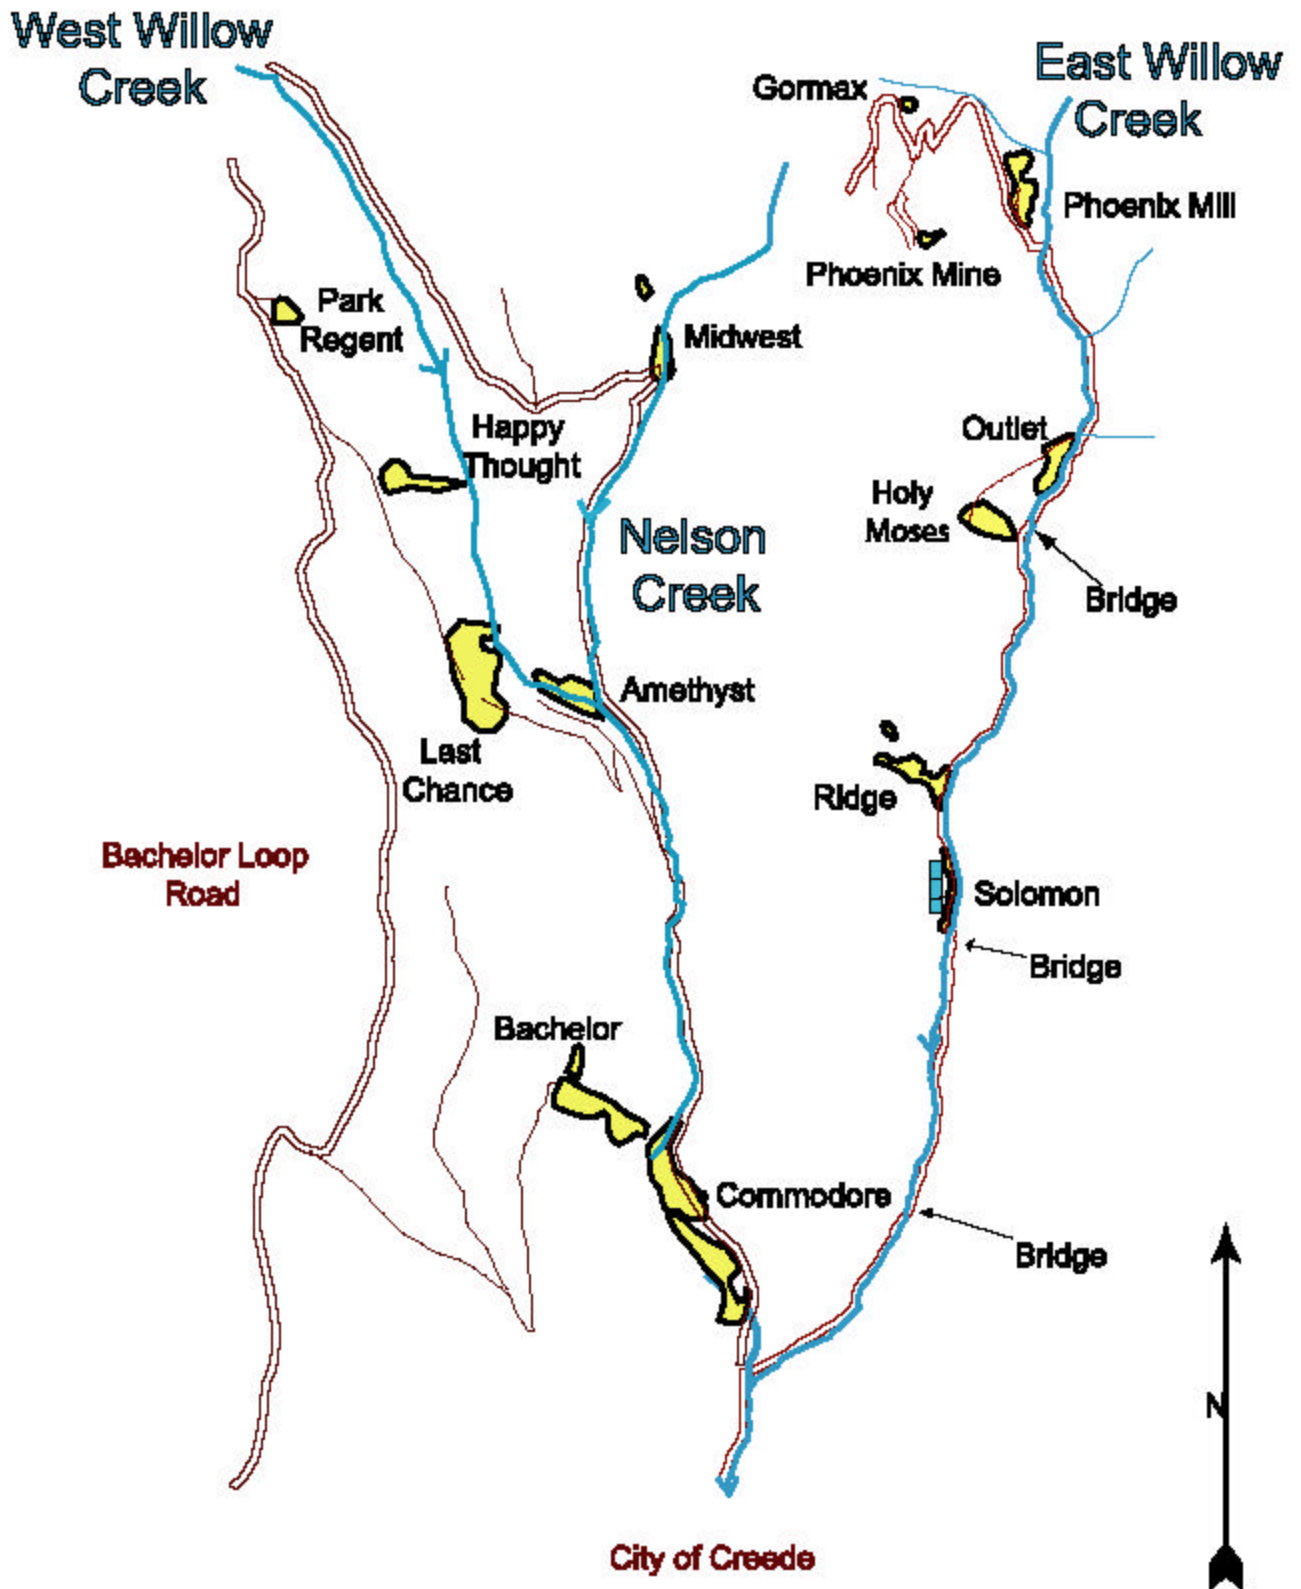 West Willow
Creek
East Willow
Creek
Gormax
Phoenix Mill
Phoenix Mine
Park
Regent
Midwest
Happy
Thought
Outlet
Holy
Moses
Nelson
Creek
Bridge
Amethyst
Last
Chance
Ridge
Bachelor Loop
Road
Solomon
Bridge
Bachelor
Commodore
Bridge
N
City of Creede